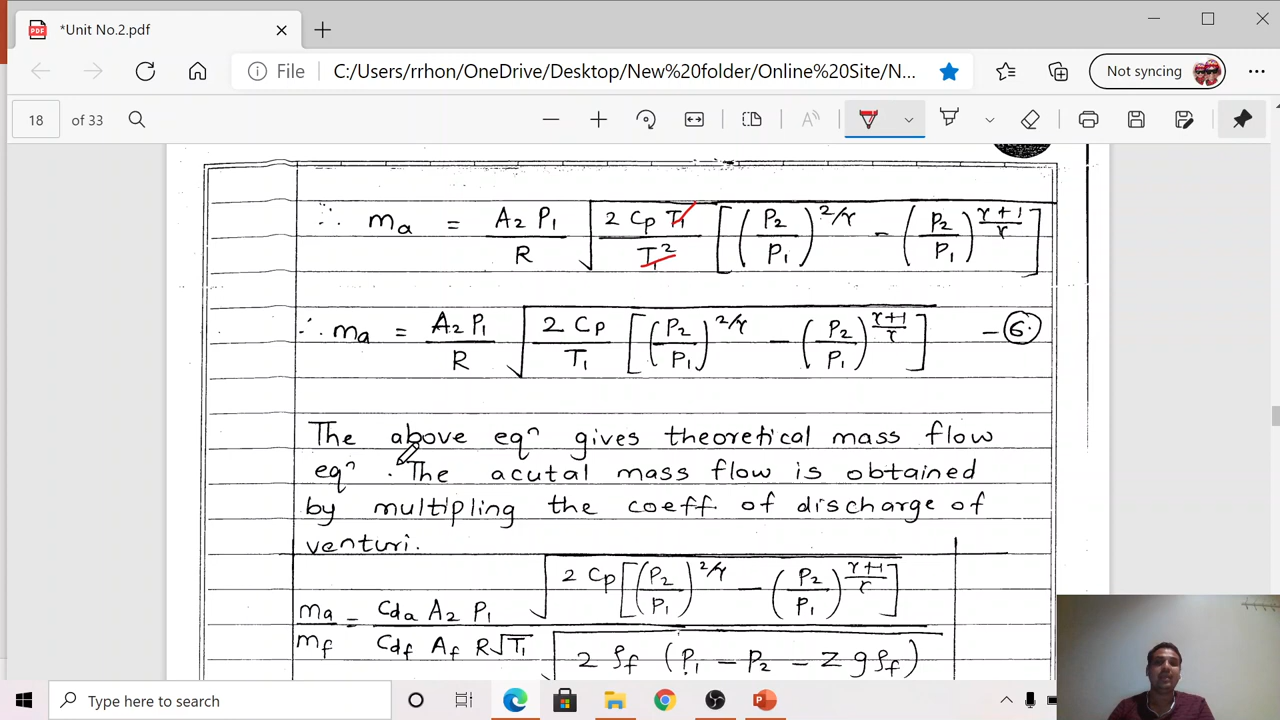 *Unit No.2.pdf
File C:/Users/rrhon/OneDrive/Desktop/New%20folder/Online%20Site/N... Not syncing
18 of 33
∴ ma = A2 P1 / R √ 2 Cp T1 / T1² [(P2/P1)^2/r − (P2/P1)^r+1/r]
∴ ma = A2 P1 / R √ 2 Cp / T1 [(P2/P1)^2/r − (P2/P1)^r+1/r] — 6.
The above eqn gives theoretical mass flow
eqn . The acutal mass flow is obtained
by multipling the coeff. of discharge of
venturi.
ma/mf = Cda A2 P1 √ 2 Cp [(P2/P1)^2/r − (P2/P1)^r+1/r] / Cdf Af R√T1 √ 2 ρf (P1 − P2 − Z g ρf)
Type here to search